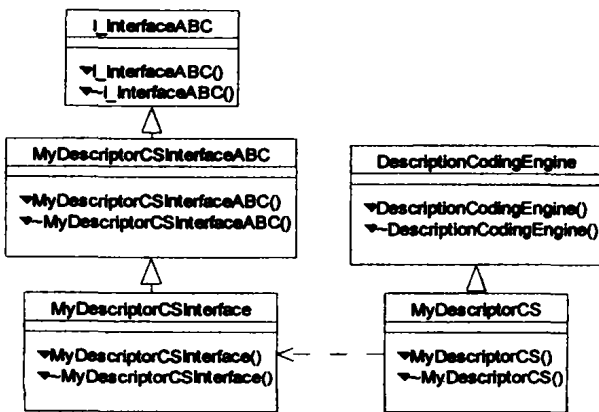 I_InterfaceABC
I_InterfaceABC()
~I_InterfaceABC()
MyDescriptorCSInterfaceABC
MyDescriptorCSInterfaceABC()
~MyDescriptorCSInterfaceABC()
DescriptionCodingEngine
DescriptionCodingEngine()
~DescriptionCodingEngine()
MyDescriptorCSInterface
MyDescriptorCSInterface()
~MyDescriptorCSInterface()
MyDescriptorCS
MyDescriptorCS()
~MyDescriptorCS()